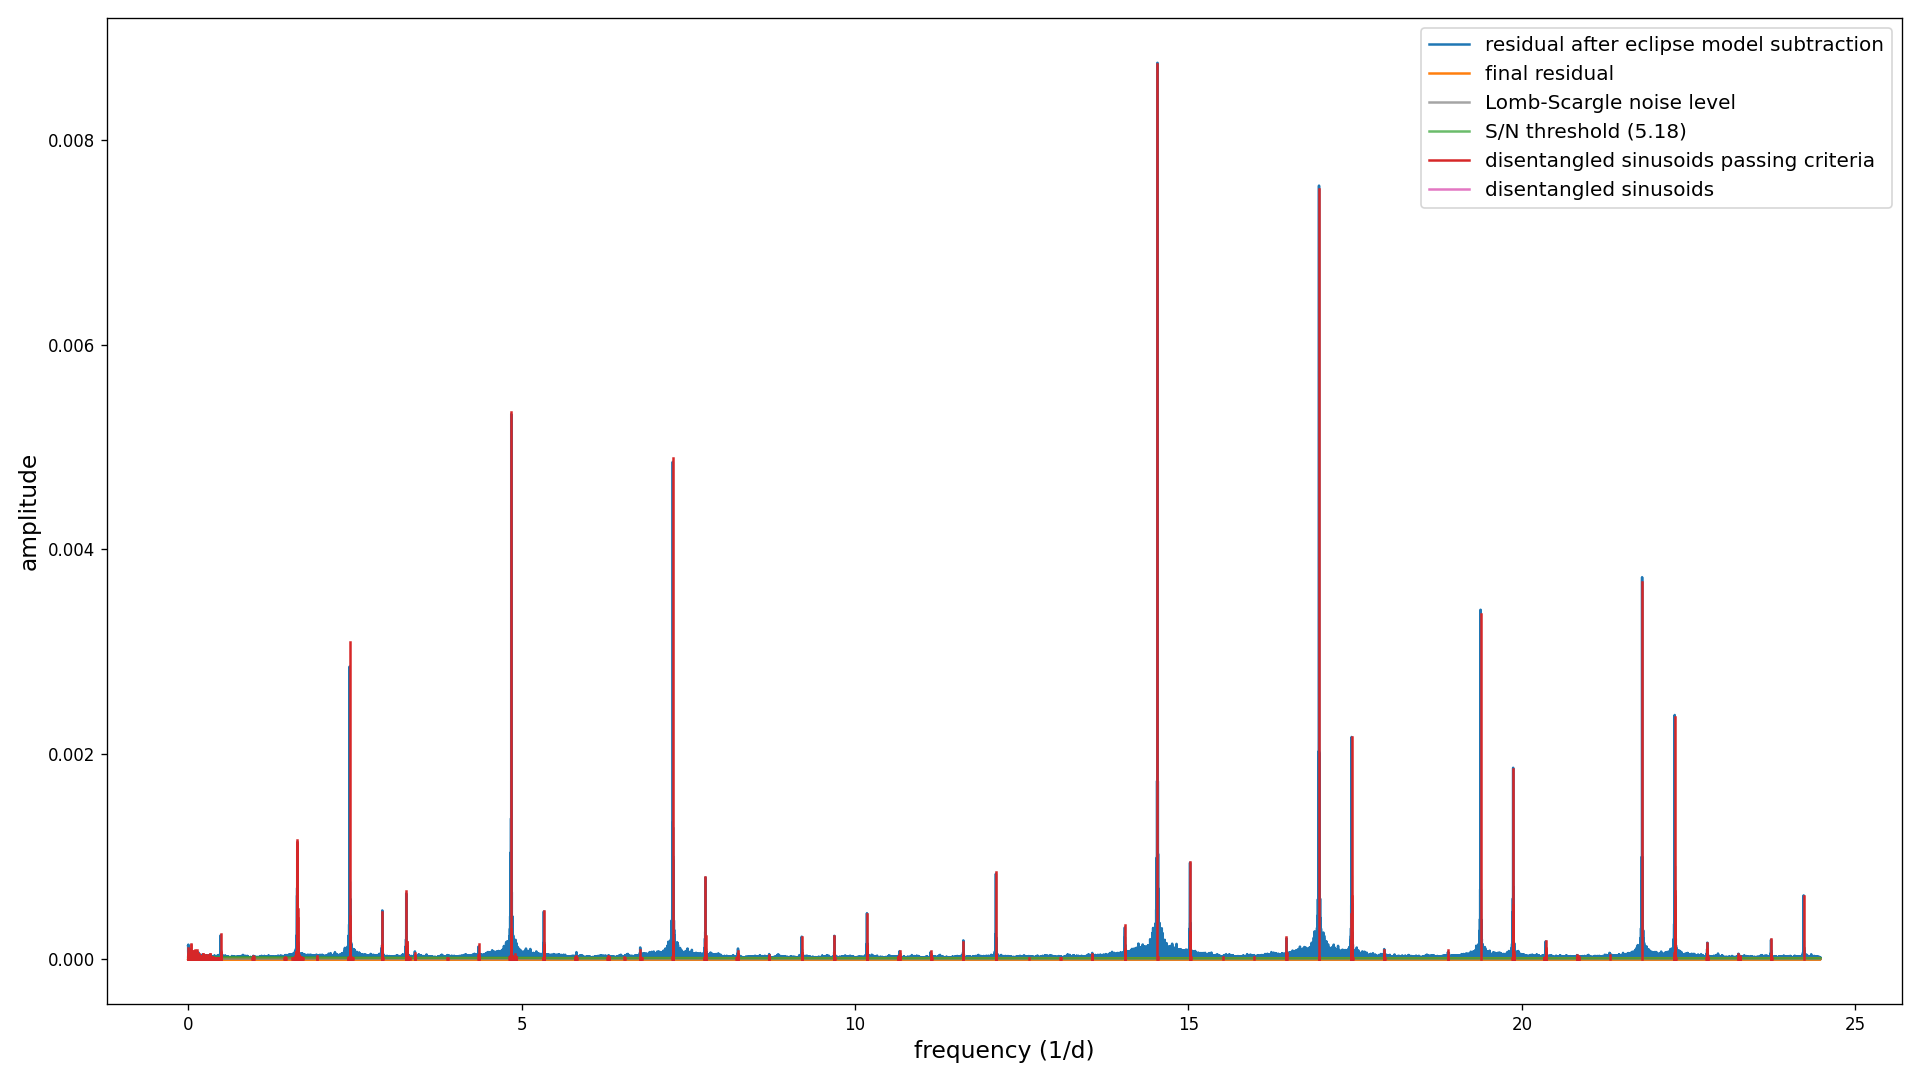 residual after eclipse model subtraction
final residual
Lomb-Scargle noise level
S/N threshold (5.18)
disentangled sinusoids passing criteria
disentangled sinusoids
amplitude
0.008
0.006
0.004
0.002
0.000
0 5 10 15 20 25
frequency (1/d)